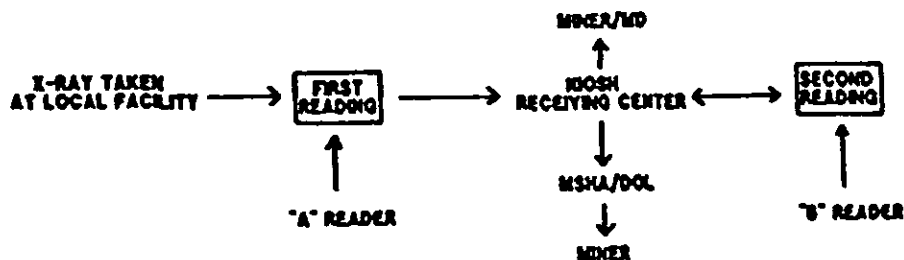 MINER/MD
X-RAY TAKEN
AT LOCAL FACILITY
FIRST
READING
NIOSH
RECEIVING CENTER
SECOND
READING
MSHA/DOL
"A" READER
"B" READER
MINER